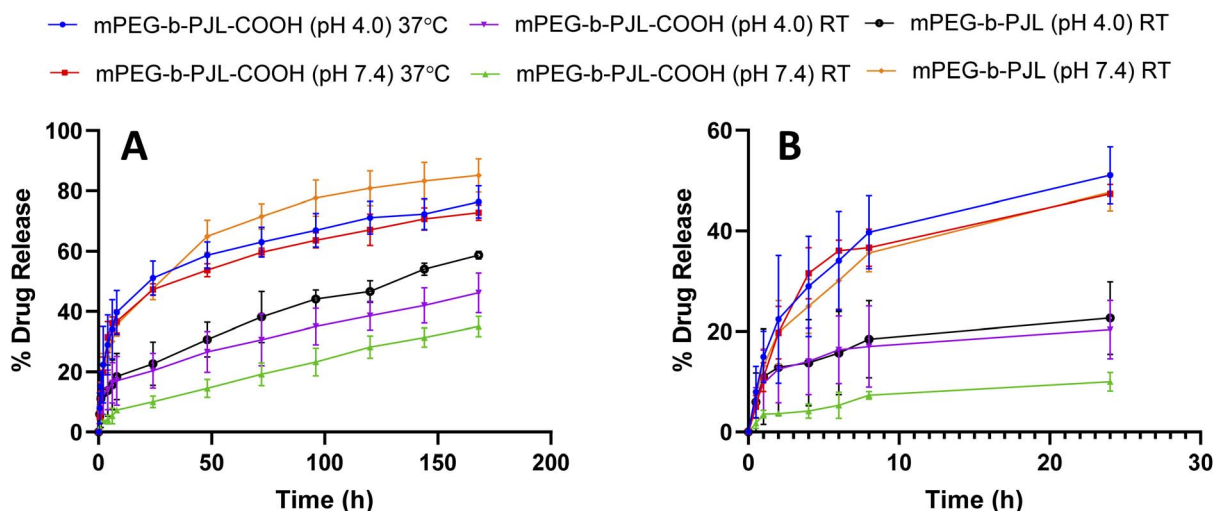 mPEG-b-PJL-COOH (pH 4.0) 37°C mPEG-b-PJL-COOH (pH 4.0) RT mPEG-b-PJL (pH 4.0) RT
mPEG-b-PJL-COOH (pH 7.4) 37°C mPEG-b-PJL-COOH (pH 7.4) RT mPEG-b-PJL (pH 7.4) RT
A
100
80
60
40
20
0
% Drug Release
0 50 100 150 200
Time (h)
B
60
40
20
0
% Drug Release
0 10 20 30
Time (h)